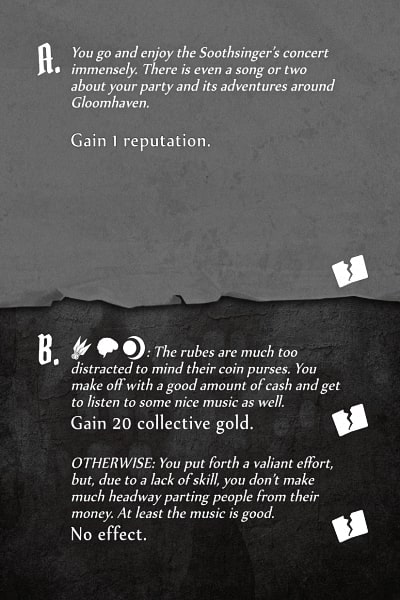 A.
You go and enjoy the Soothsinger's concert
immensely. There is even a song or two
about your party and its adventures around
Gloomhaven.
Gain 1 reputation.
B.
: The rubes are much too
distracted to mind their coin purses. You
make off with a good amount of cash and get
to listen to some nice music as well.
Gain 20 collective gold.
OTHERWISE: You put forth a valiant effort,
but, due to a lack of skill, you don't make
much headway parting people from their
money. At least the music is good.
No effect.